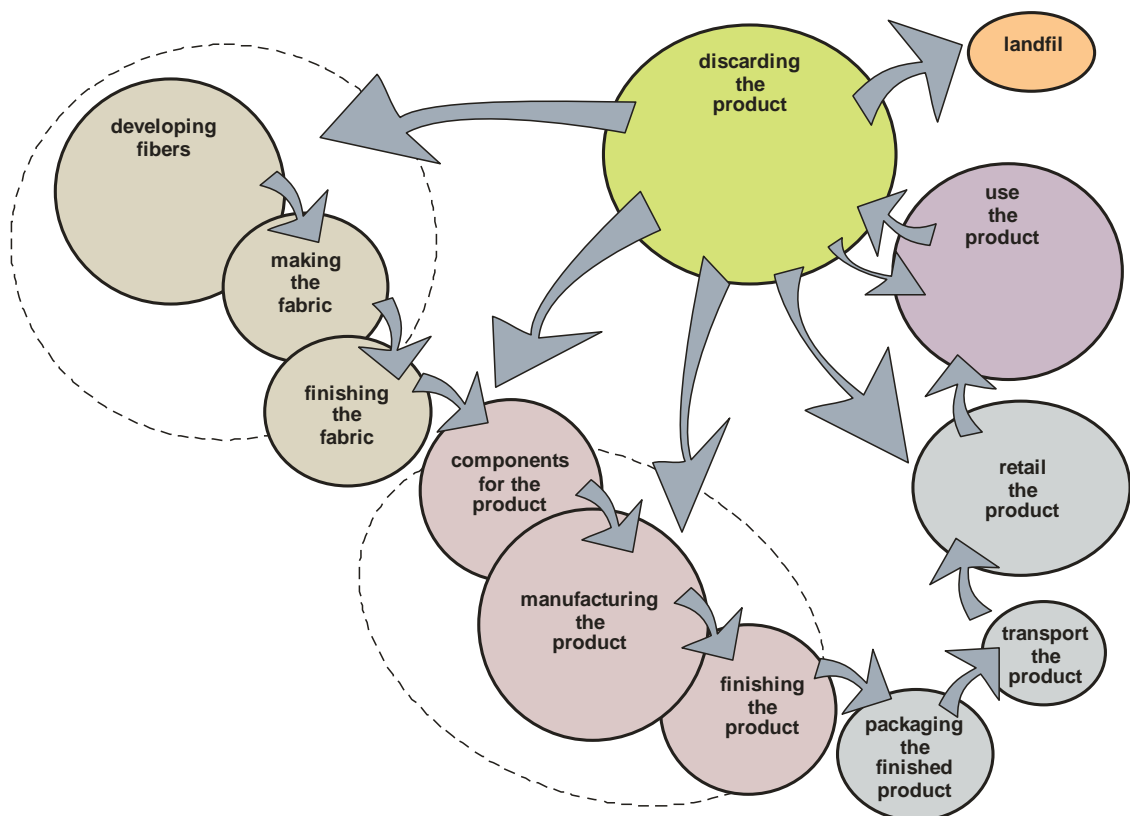 discarding
the
product
landfil
developing
fibers
use
the
product
making
the
fabric
finishing
the
fabric
components
for the
product
retail
the
product
manufacturing
the
product
transport
the
product
finishing
the
product
packaging
the
finished
product